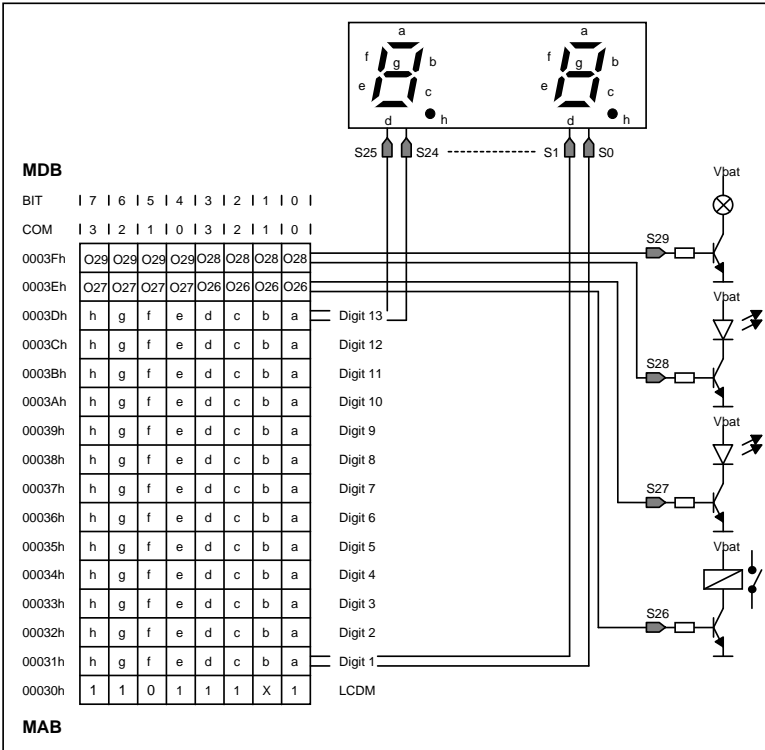 a a
f g b f g b
e c e c
d h d h
S25 S24 S1 S0
MDB
BIT 7 6 5 4 3 2 1 0
COM 3 2 1 0 3 2 1 0
0003Fh O29 O29 O29 O29 O28 O28 O28 O28
0003Eh O27 O27 O27 O27 O26 O26 O26 O26
0003Dh h g f e d c b a Digit 13
0003Ch h g f e d c b a Digit 12
0003Bh h g f e d c b a Digit 11
0003Ah h g f e d c b a Digit 10
00039h h g f e d c b a Digit 9
00038h h g f e d c b a Digit 8
00037h h g f e d c b a Digit 7
00036h h g f e d c b a Digit 6
00035h h g f e d c b a Digit 5
00034h h g f e d c b a Digit 4
00033h h g f e d c b a Digit 3
00032h h g f e d c b a Digit 2
00031h h g f e d c b a Digit 1
00030h 1 1 0 1 1 1 X 1 LCDM
MAB
Vbat
S29
Vbat
S28
Vbat
S27
Vbat
S26